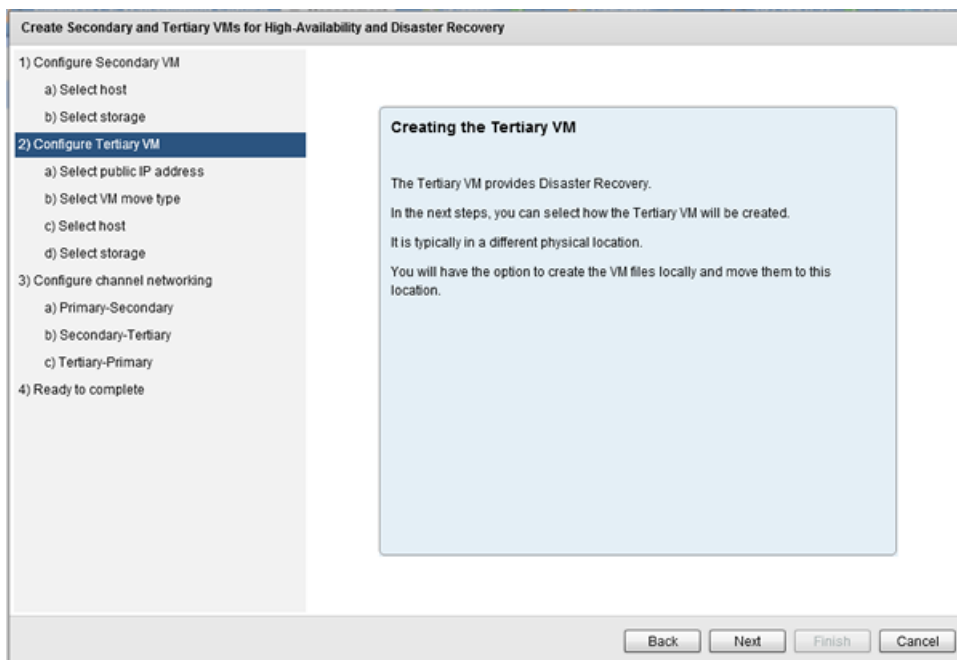 Create Secondary and Tertiary VMs for High-Availability and Disaster Recovery
1) Configure Secondary VM
a) Select host
b) Select storage
2) Configure Tertiary VM
a) Select public IP address
b) Select VM move type
c) Select host
d) Select storage
3) Configure channel networking
a) Primary-Secondary
b) Secondary-Tertiary
c) Tertiary-Primary
4) Ready to complete
Creating the Tertiary VM
The Tertiary VM provides Disaster Recovery.
In the next steps, you can select how the Tertiary VM will be created.
It is typically in a different physical location.
You will have the option to create the VM files locally and move them to this
location.
Back Next Finish Cancel